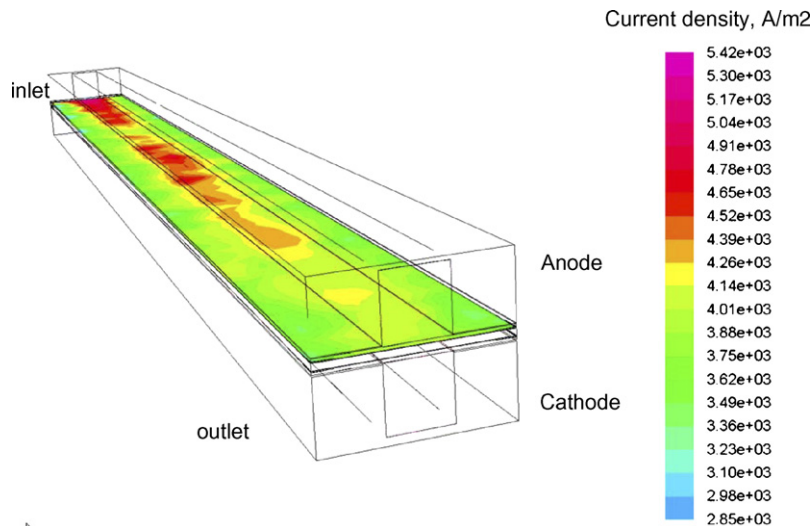 Current density, A/m2
5.42e+03
5.30e+03
5.17e+03
5.04e+03
4.91e+03
4.78e+03
4.65e+03
4.52e+03
4.39e+03
4.26e+03
4.14e+03
4.01e+03
3.88e+03
3.75e+03
3.62e+03
3.49e+03
3.36e+03
3.23e+03
3.10e+03
2.98e+03
2.85e+03
inlet
Anode
Cathode
outlet